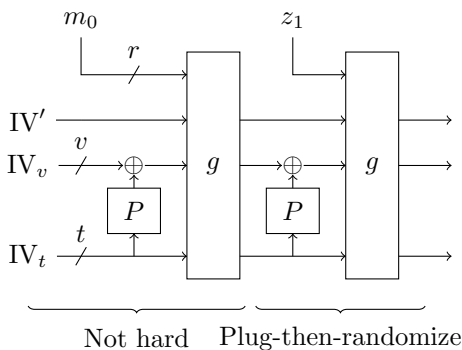 m₀ z₁
r
IV′
IVᵥ v g g
P P
IVₜ t
Not hard Plug-then-randomize